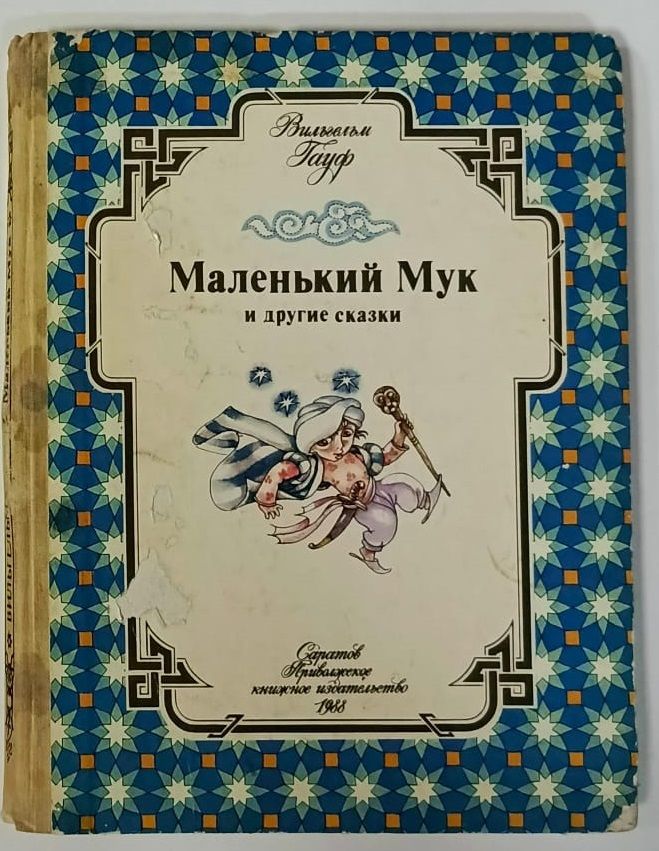 Вильгельм
Гауф
Маленький Мук
и другие сказки
Саратов
Приволжское
книжное издательство
1988